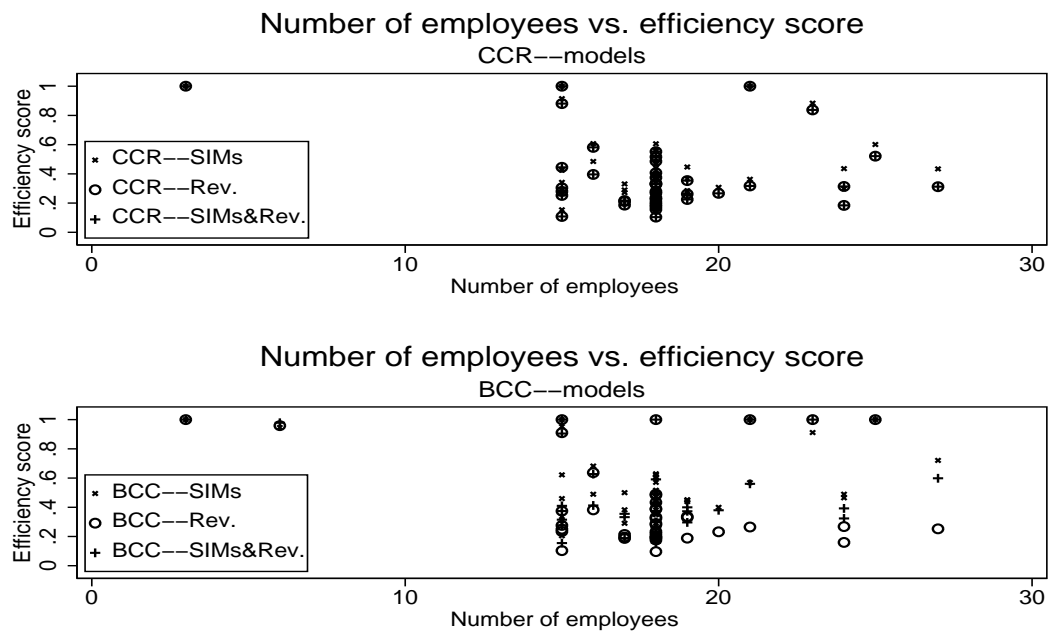 Number of employees vs. efficiency score
CCR−−models
Efficiency score
0 .2 .4 .6 .8 1
CCR−−SIMs
CCR−−Rev.
CCR−−SIMs&Rev.
0 10 20 30
Number of employees
Number of employees vs. efficiency score
BCC−−models
Efficiency score
0 .2 .4 .6 .8 1
BCC−−SIMs
BCC−−Rev.
BCC−−SIMs&Rev.
0 10 20 30
Number of employees